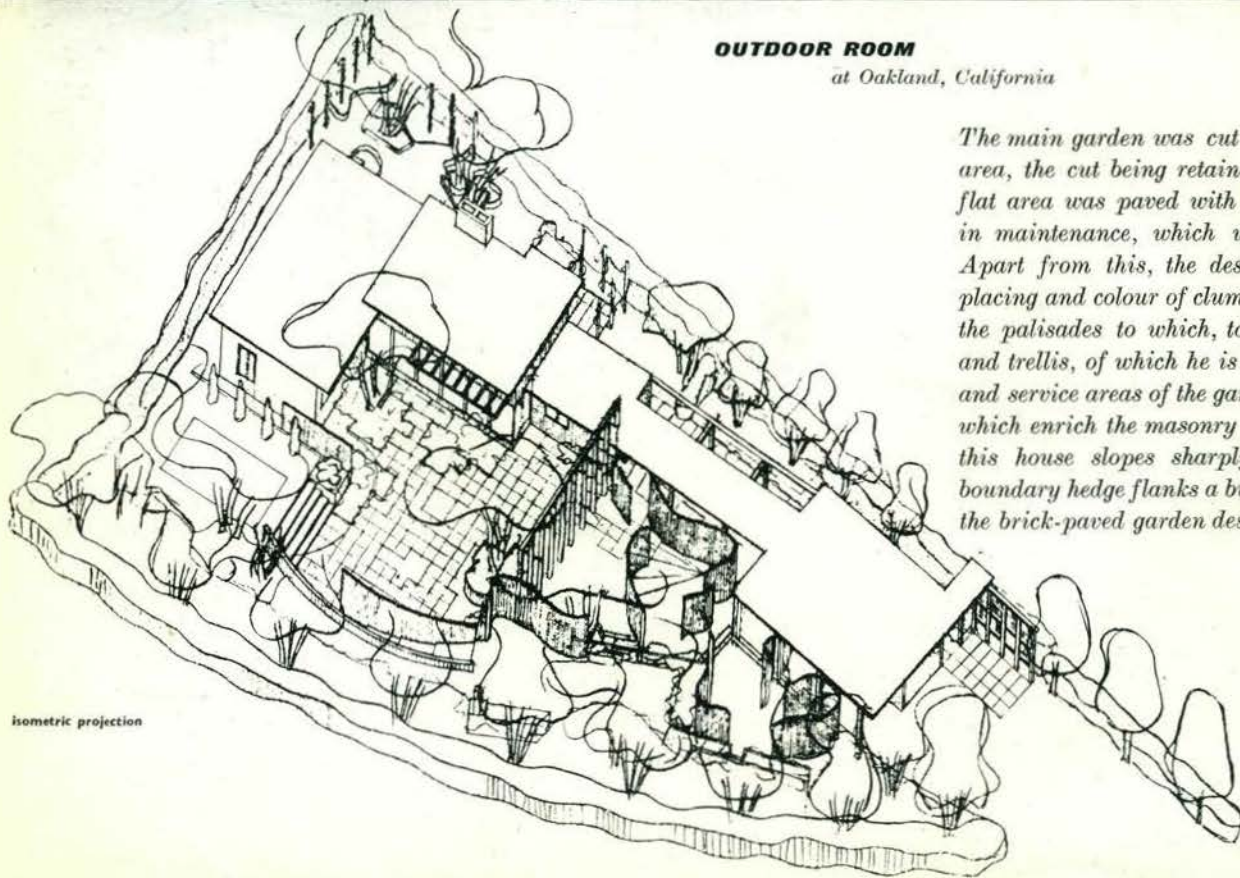 OUTDOOR ROOM
at Oakland, California
The main garden was cut
area, the cut being retain
flat area was paved with
in maintenance, which
Apart from this, the des
placing and colour of clum
the palisades to which, to
and trellis, of which he is
and service areas of the ga
which enrich the masonry
this house slopes sharpl
boundary hedge flanks a b
the brick-paved garden des
isometric projection